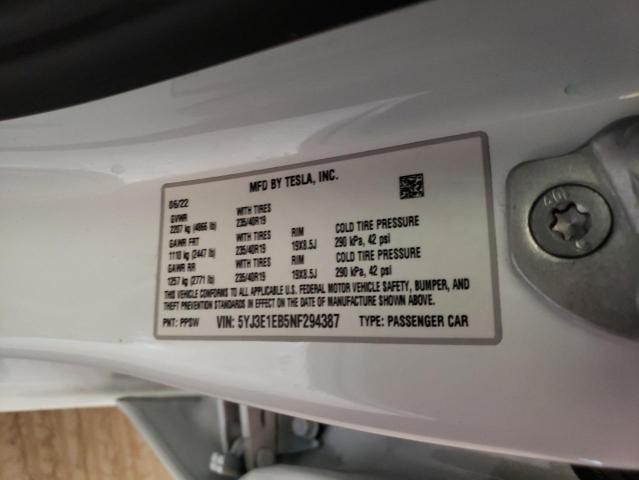 MFD BY TESLA, INC.
06/22
GVWR WITH TIRES
2207 kg (4866 lb) 235/40R19 RIM COLD TIRE PRESSURE
GAWR FRT WITH TIRES 19X8.5J 290 kPa, 42 psi
1110 kg (2447 lb) 235/40R19 RIM COLD TIRE PRESSURE
GAWR RR WITH TIRES 19X8.5J 290 kPa, 42 psi
1257 kg (2771 lb) 235/40R19
THIS VEHICLE CONFORMS TO ALL APPLICABLE U.S. FEDERAL MOTOR VEHICLE SAFETY, BUMPER, AND
THEFT PREVENTION STANDARDS IN EFFECT ON THE DATE OF MANUFACTURE SHOWN ABOVE.
PNT: PPSW VIN: 5YJ3E1EB5NF294387 TYPE: PASSENGER CAR